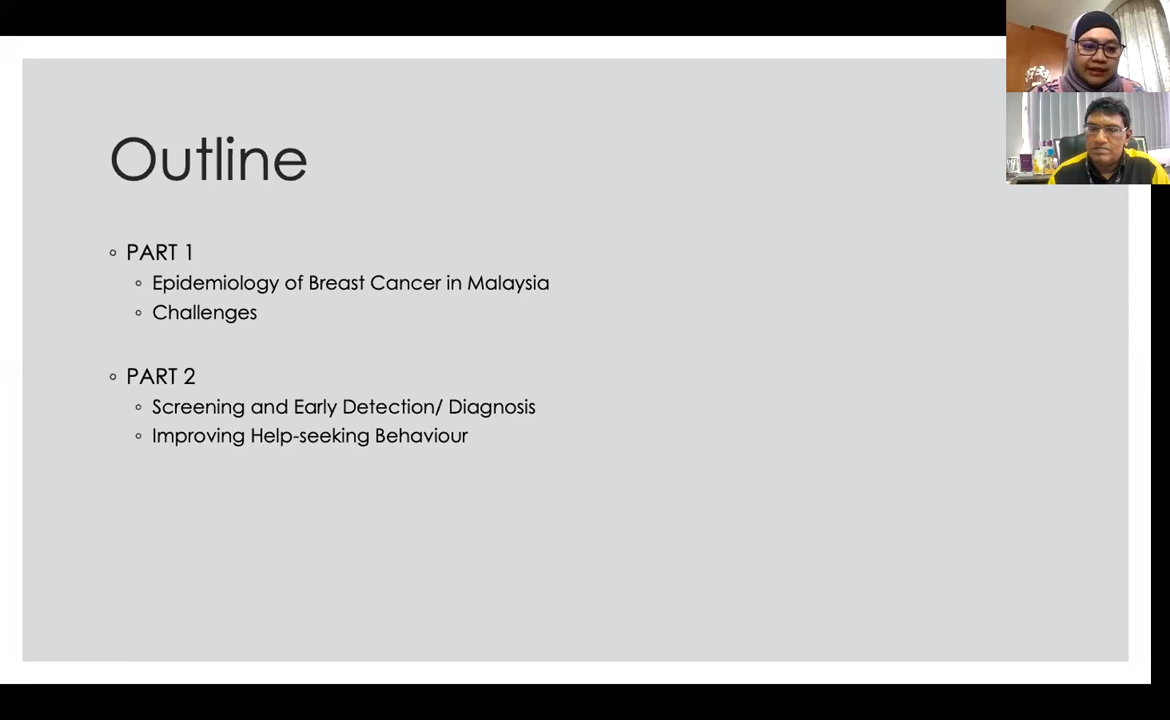 Outline
PART 1
Epidemiology of Breast Cancer in Malaysia
Challenges
PART 2
Screening and Early Detection/ Diagnosis
Improving Help-seeking Behaviour